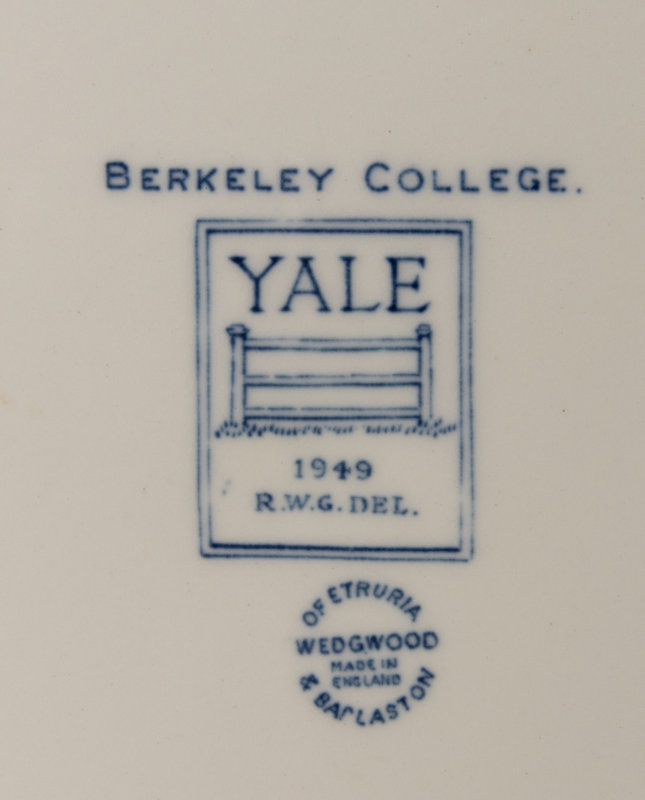 BERKELEY COLLEGE.
YALE
1949
R.W.G. DEL.
OF ETRURIA
WEDGWOOD
MADE IN
ENGLAND
& BARLASTON